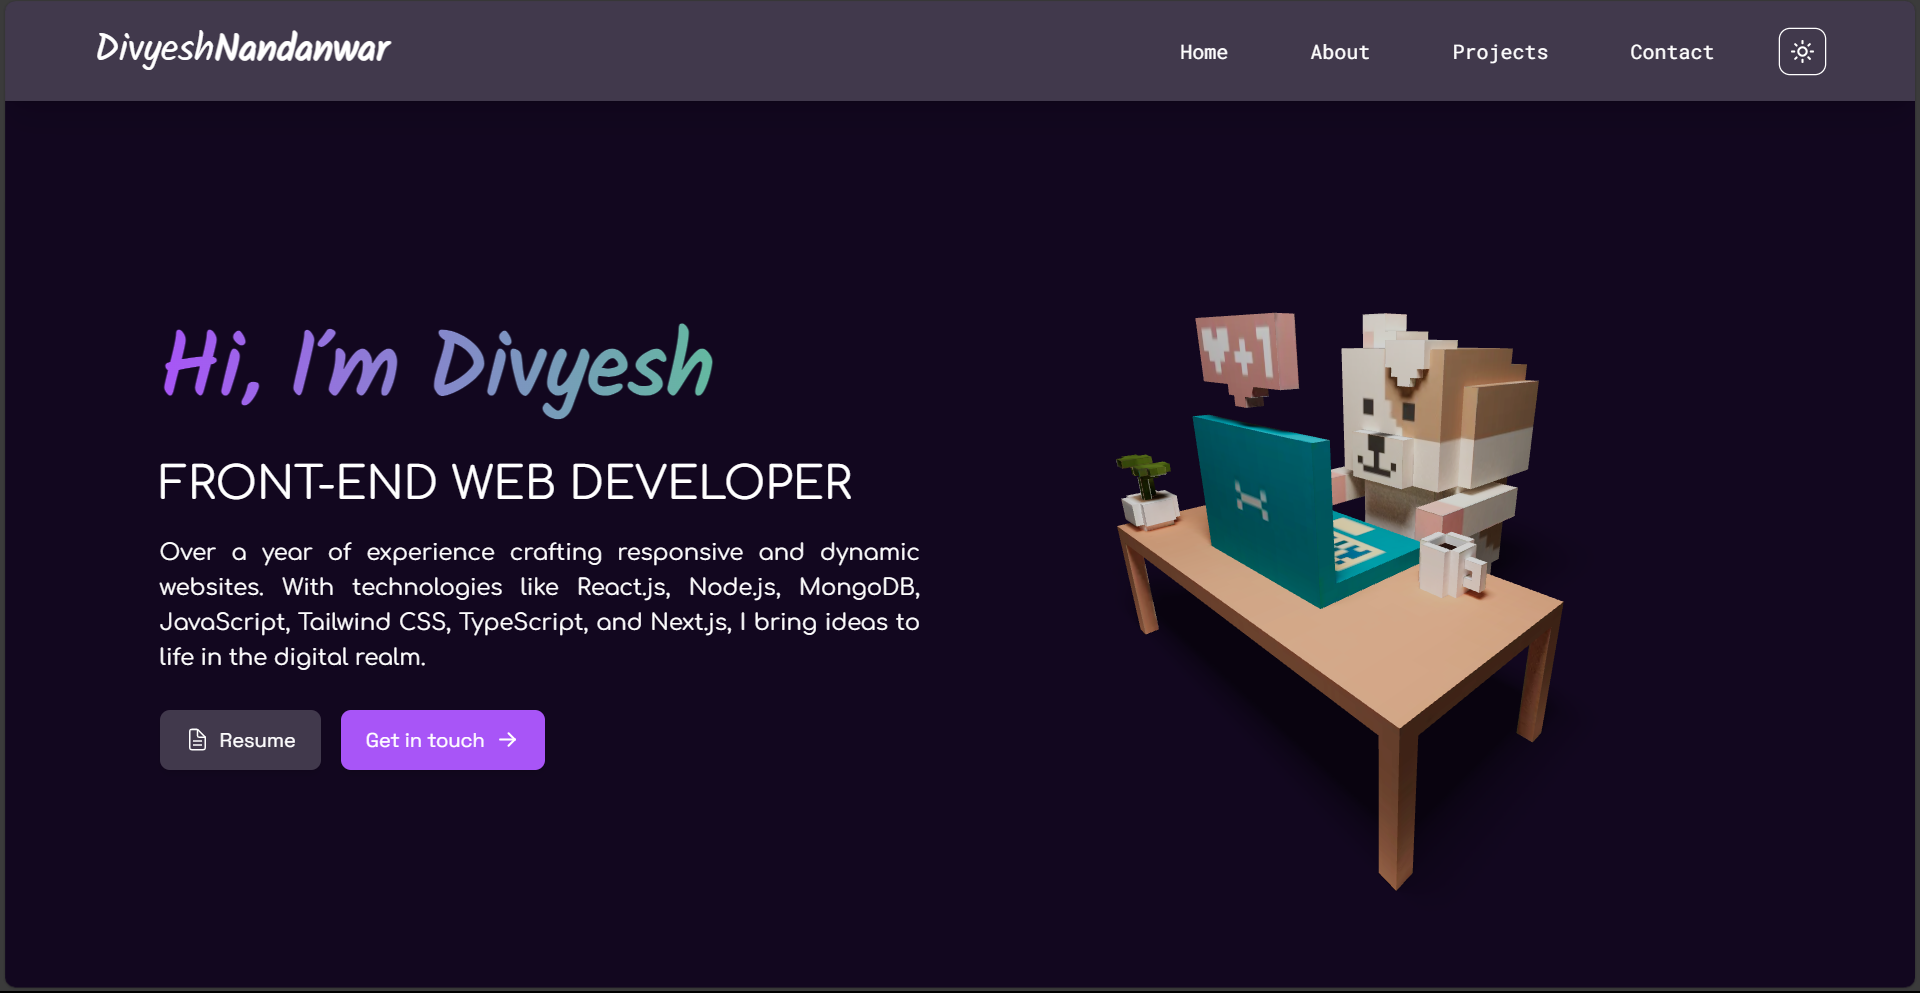 DivyeshNandanwar
Home
About
Projects
Contact
Hi, I'm Divyesh
♥+1
FRONT-END WEB DEVELOPER
Over a year of experience crafting responsive and dynamic
websites. With technologies like React.js, Node.js, MongoDB,
JavaScript, Tailwind CSS, TypeScript, and Next.js, I bring ideas to
life in the digital realm.
Resume
Get in touch →